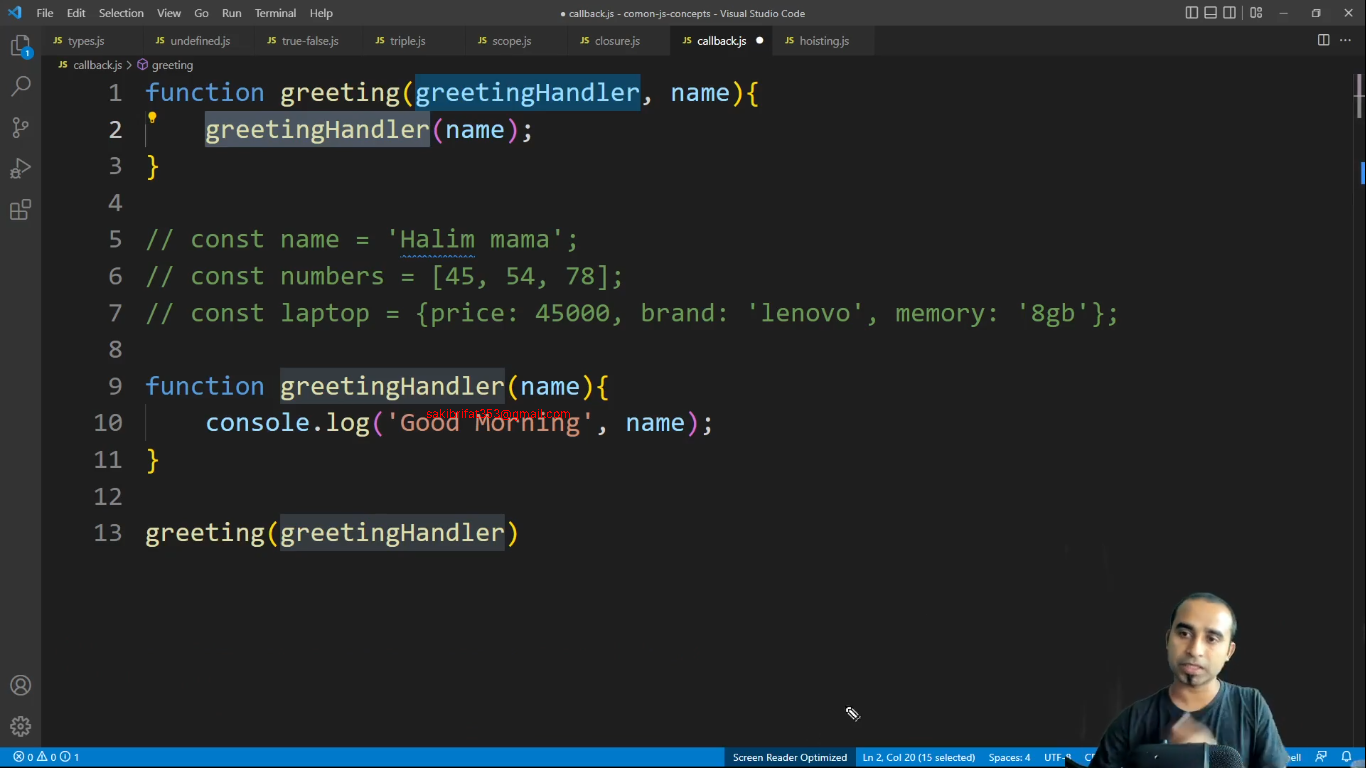 File Edit Selection View Go Run Terminal Help
● callback.js - comon-js-concepts - Visual Studio Code
JS types.js JS undefined.js JS true-false.js JS triple.js JS scope.js JS closure.js JS callback.js ● JS hoisting.js
JS callback.js > greeting
1 function greeting(greetingHandler, name){
2 greetingHandler(name);
3 }
4
5 // const name = 'Halim mama';
6 // const numbers = [45, 54, 78];
7 // const laptop = {price: 45000, brand: 'lenovo', memory: '8gb'};
8
9 function greetingHandler(name){
sakibrifat353@gmail.com
10 console.log('Good Morning', name);
11 }
12
13 greeting(greetingHandler)
1
0 0 1 Screen Reader Optimized Ln 2, Col 20 (15 selected) Spaces: 4 UTF-8